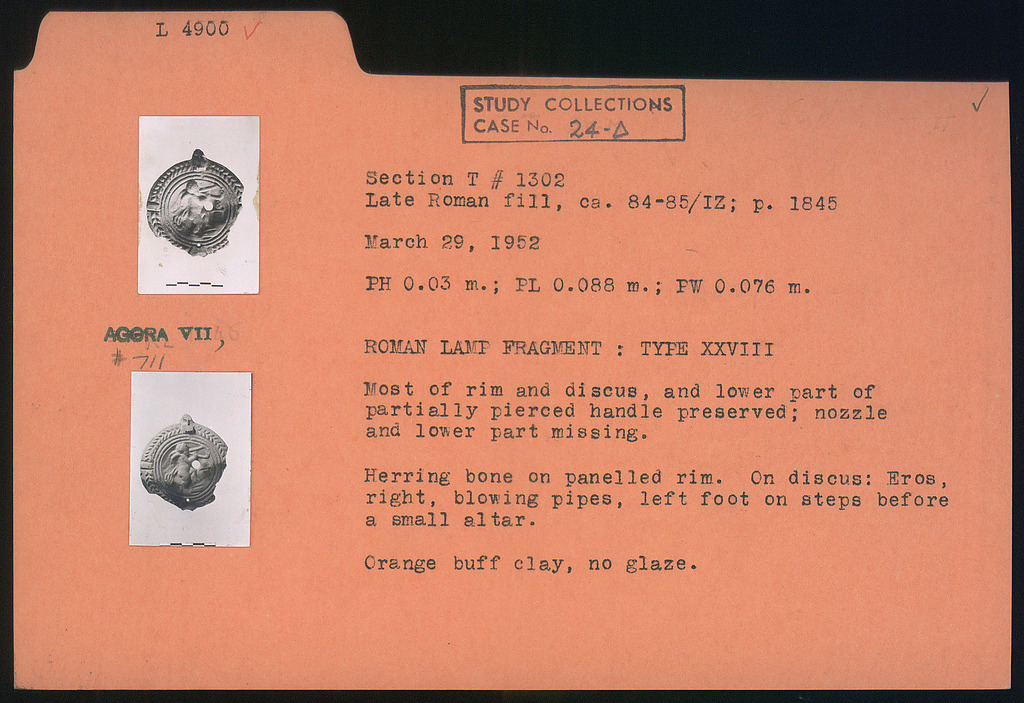 L 4900 ✓
✓
STUDY COLLECTIONS
CASE No. 24-Δ
Section T # 1302
Late Roman fill, ca. 84-85/IZ; p. 1845
March 29, 1952
PH 0.03 m.; PL 0.088 m.; PW 0.076 m.
AGORA VII,
# 711
ROMAN LAMP FRAGMENT : TYPE XXVIII
Most of rim and discus, and lower part of
partially pierced handle preserved; nozzle
and lower part missing.
Herring bone on panelled rim. On discus: Eros,
right, blowing pipes, left foot on steps before
a small altar.
Orange buff clay, no glaze.